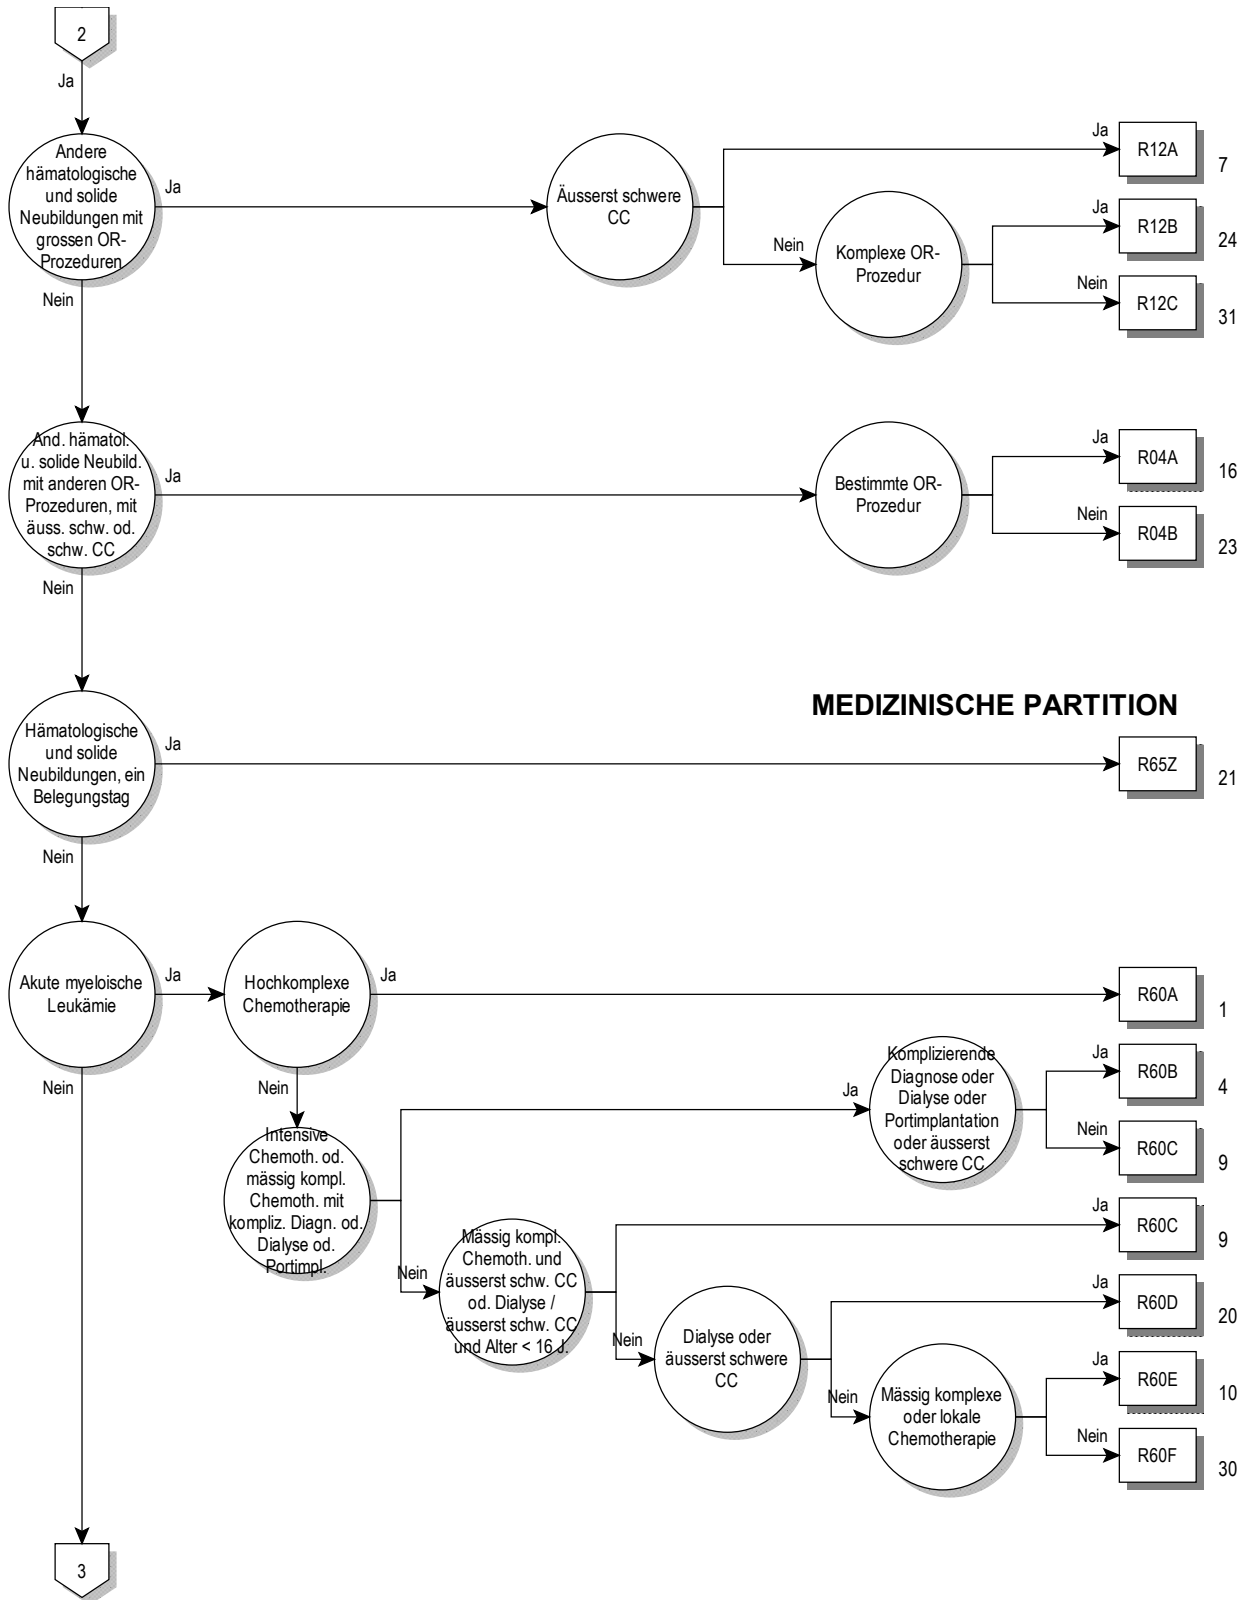 2
Ja
Andere
hämatologische
und solide
Neubildungen mit
grossen OR-
Prozeduren
Ja
Nein
Äusserst schwere
CC
Ja
R12A
7
Nein
Komplexe OR-
Prozedur
Ja
R12B
24
Nein
R12C
31
And. hämatol.
u. solide Neubild.
mit anderen OR-
Prozeduren, mit
äuss. schw. od.
schw. CC
Ja
Nein
Bestimmte OR-
Prozedur
Ja
R04A
16
Nein
R04B
23
MEDIZINISCHE PARTITION
Hämatologische
und solide
Neubildungen, ein
Belegungstag
Ja
R65Z
21
Nein
Akute myeloische
Leukämie
Ja
Nein
Hochkomplexe
Chemotherapie
Ja
R60A
1
Nein
Intensive
Chemoth. od.
mässig kompl.
Chemoth. mit
kompliz. Diagn. od.
Dialyse od.
Portimpl.
Ja
Komplizierende
Diagnose oder
Dialyse oder
Portimplantation
oder äusserst
schwere CC
Ja
R60B
4
Nein
R60C
9
Nein
Mässig kompl.
Chemoth. und
äusserst schw. CC
od. Dialyse /
äusserst schw. CC
und Alter < 16 J.
Ja
R60C
9
Nein
Dialyse oder
äusserst schwere
CC
Ja
R60D
20
Nein
Mässig komplexe
oder lokale
Chemotherapie
Ja
R60E
10
Nein
R60F
30
3